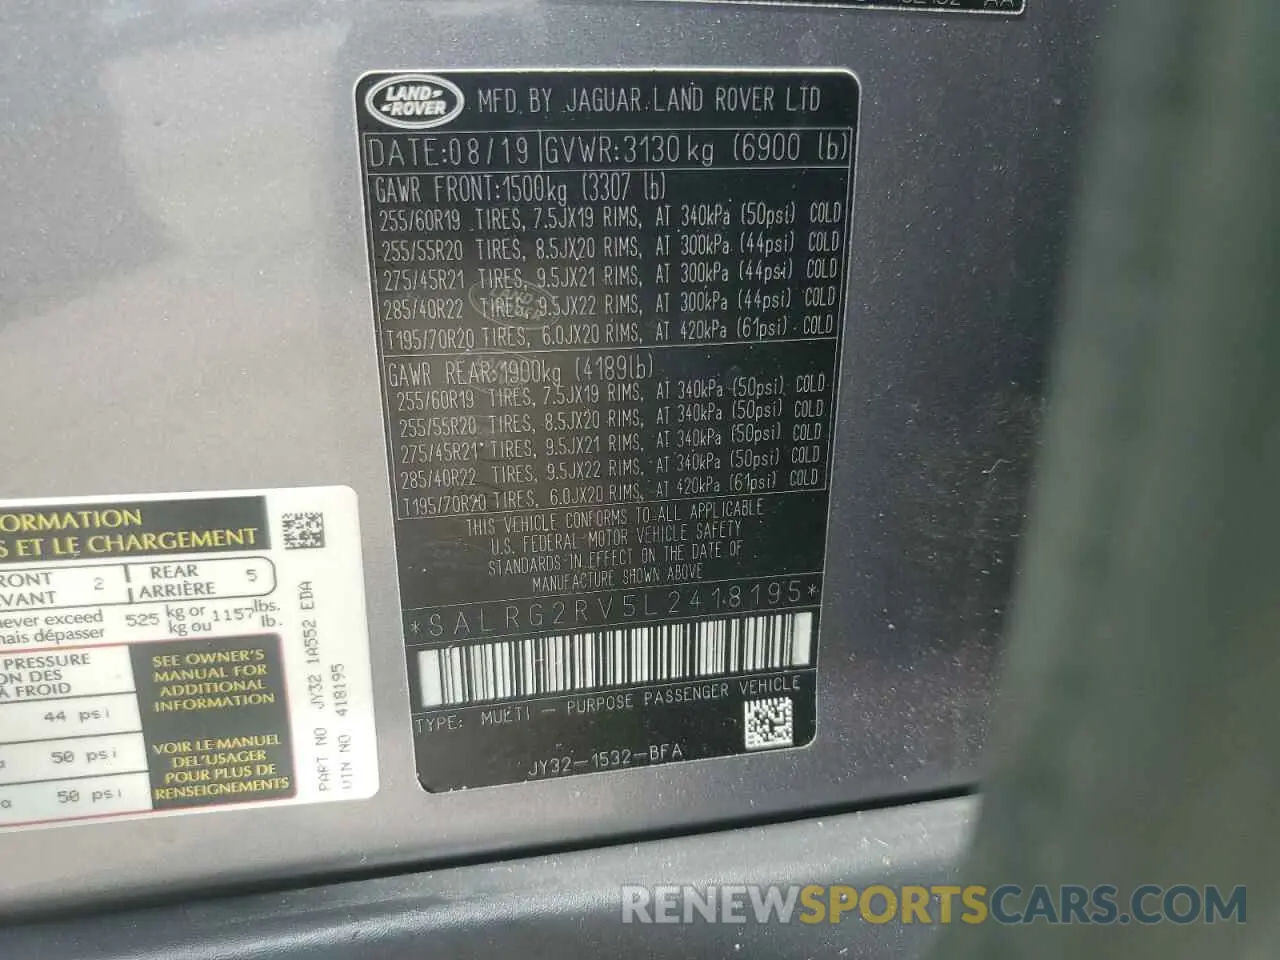 LAND ROVER MFD. BY JAGUAR LAND ROVER LTD
DATE:08/19 GVWR:3130kg (6900 lb)
GAWR FRONT:1500kg (3307 lb)
255/60R19 TIRES, 7.5JX19 RIMS, AT 340kPa (50psi) COLD
255/55R20 TIRES, 8.5JX20 RIMS, AT 300kPa (44psi) COLD
275/45R21 TIRES, 9.5JX21 RIMS, AT 300kPa (44psi) COLD
285/40R22 TIRES, 9.5JX22 RIMS, AT 300kPa (44psi) COLD
T195/70R20 TIRES, 6.0JX20 RIMS, AT 420kPa (61psi) COLD
GAWR REAR:1900kg (4189lb)
255/60R19 TIRES, 7.5JX19 RIMS, AT 340kPa (50psi) COLD
255/55R20 TIRES, 8.5JX20 RIMS, AT 340kPa (50psi) COLD
275/45R21 TIRES, 9.5JX21 RIMS, AT 340kPa (50psi) COLD
285/40R22 TIRES, 9.5JX22 RIMS, AT 340kPa (50psi) COLD
T195/70R20 TIRES, 6.0JX20 RIMS, AT 420kPa (61psi) COLD
THIS VEHICLE CONFORMS TO ALL APPLICABLE
U.S. FEDERAL MOTOR VEHICLE SAFETY
STANDARDS IN EFFECT ON THE DATE OF
MANUFACTURE SHOWN ABOVE
*SALRG2RV5L2418195*
TYPE: MULTI - PURPOSE PASSENGER VEHICLE
JY32-1532-BFA
ORMATION
S ET LE CHARGEMENT
RONT 2 REAR 5
EVANT ARRIÈRE
never exceed 525 kg or 1157 lbs.
mais dépasser kg ou lb.
PRESSURE
ON DES
À FROID
44 psi
50 psi
50 psi
SEE OWNER'S
MANUAL FOR
ADDITIONAL
INFORMATION
VOIR LE MANUEL
DEL'USAGER
POUR PLUS DE
RENSEIGNEMENTS
PART NO JY32 1A552 EDA
VIN NO 418195
RENEWSPORTSCARS.COM